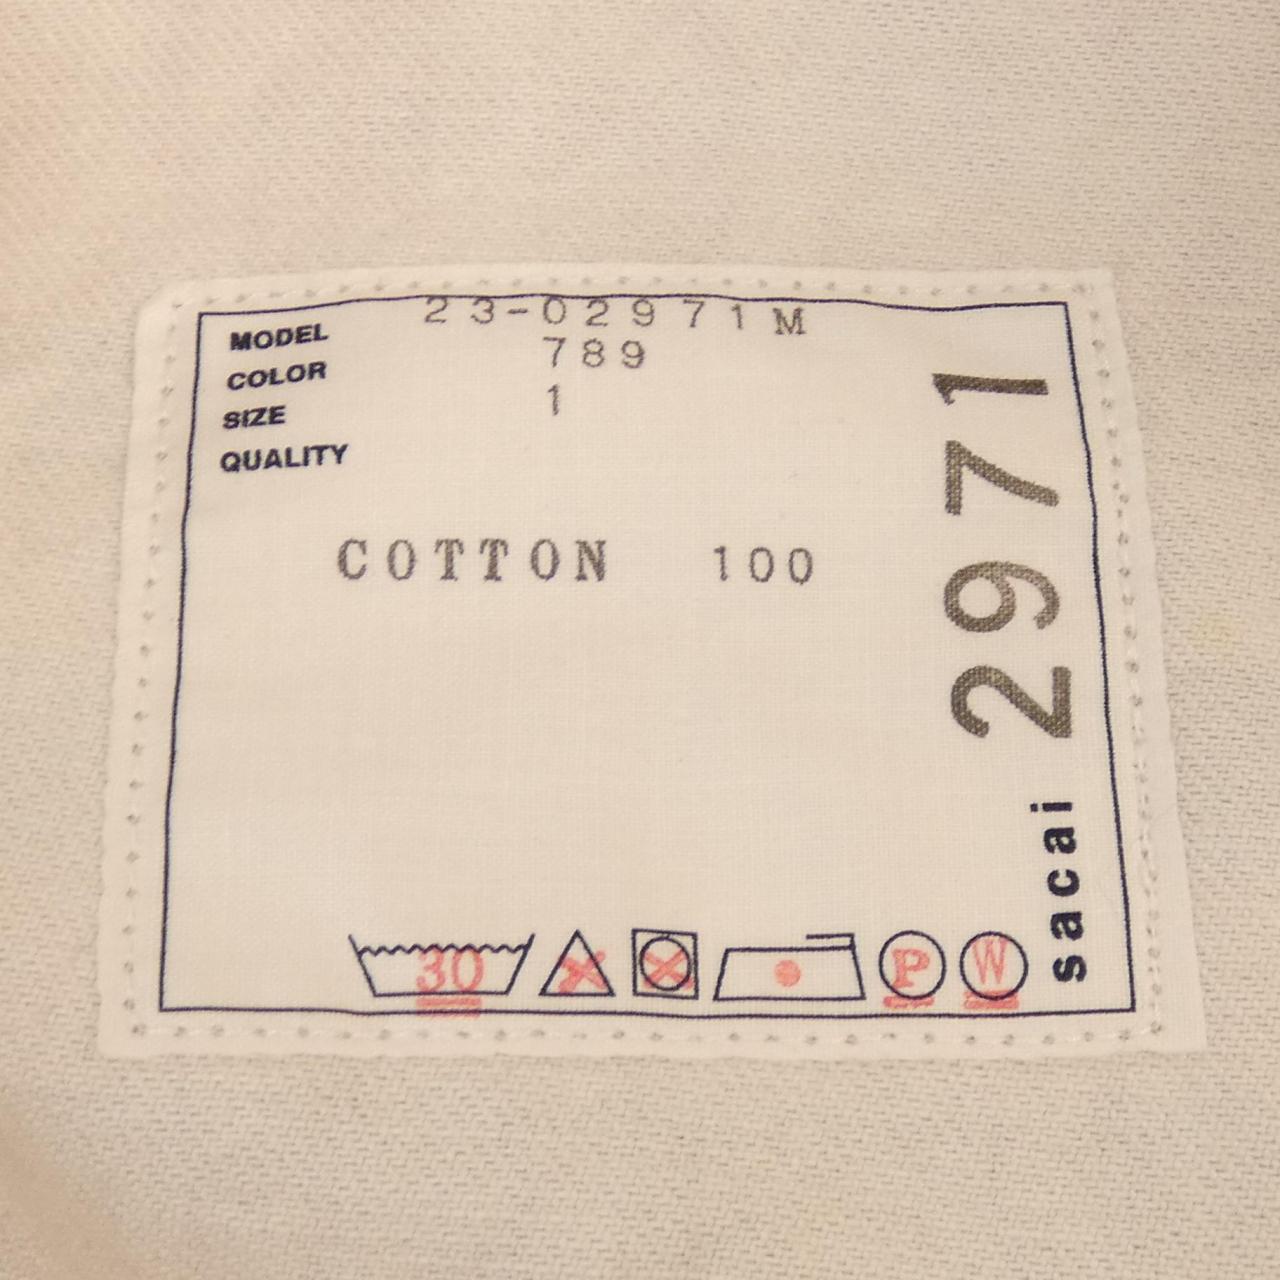 MODEL 23-02971M
COLOR 789
SIZE 1
QUALITY
COTTON 100
sacai 2971
30 P W